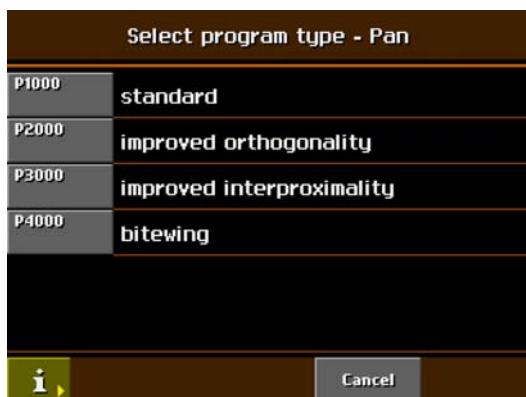 Select program type - Pan
P1000 standard
P2000 improved orthogonality
P3000 improved interproximality
P4000 bitewing
i Cancel